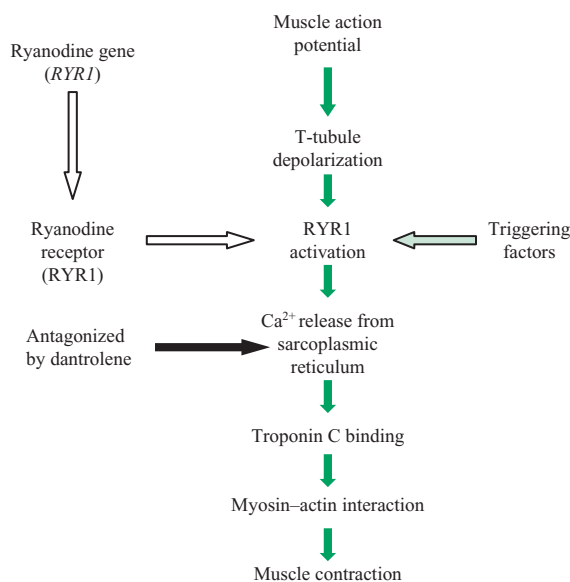 Muscle action
potential
Ryanodine gene
(RYR1)
T-tubule
depolarization
Ryanodine
receptor
(RYR1)
RYR1
activation
Triggering
factors
Antagonized
by dantrolene
Ca²⁺ release from
sarcoplasmic
reticulum
Troponin C binding
Myosin–actin interaction
Muscle contraction